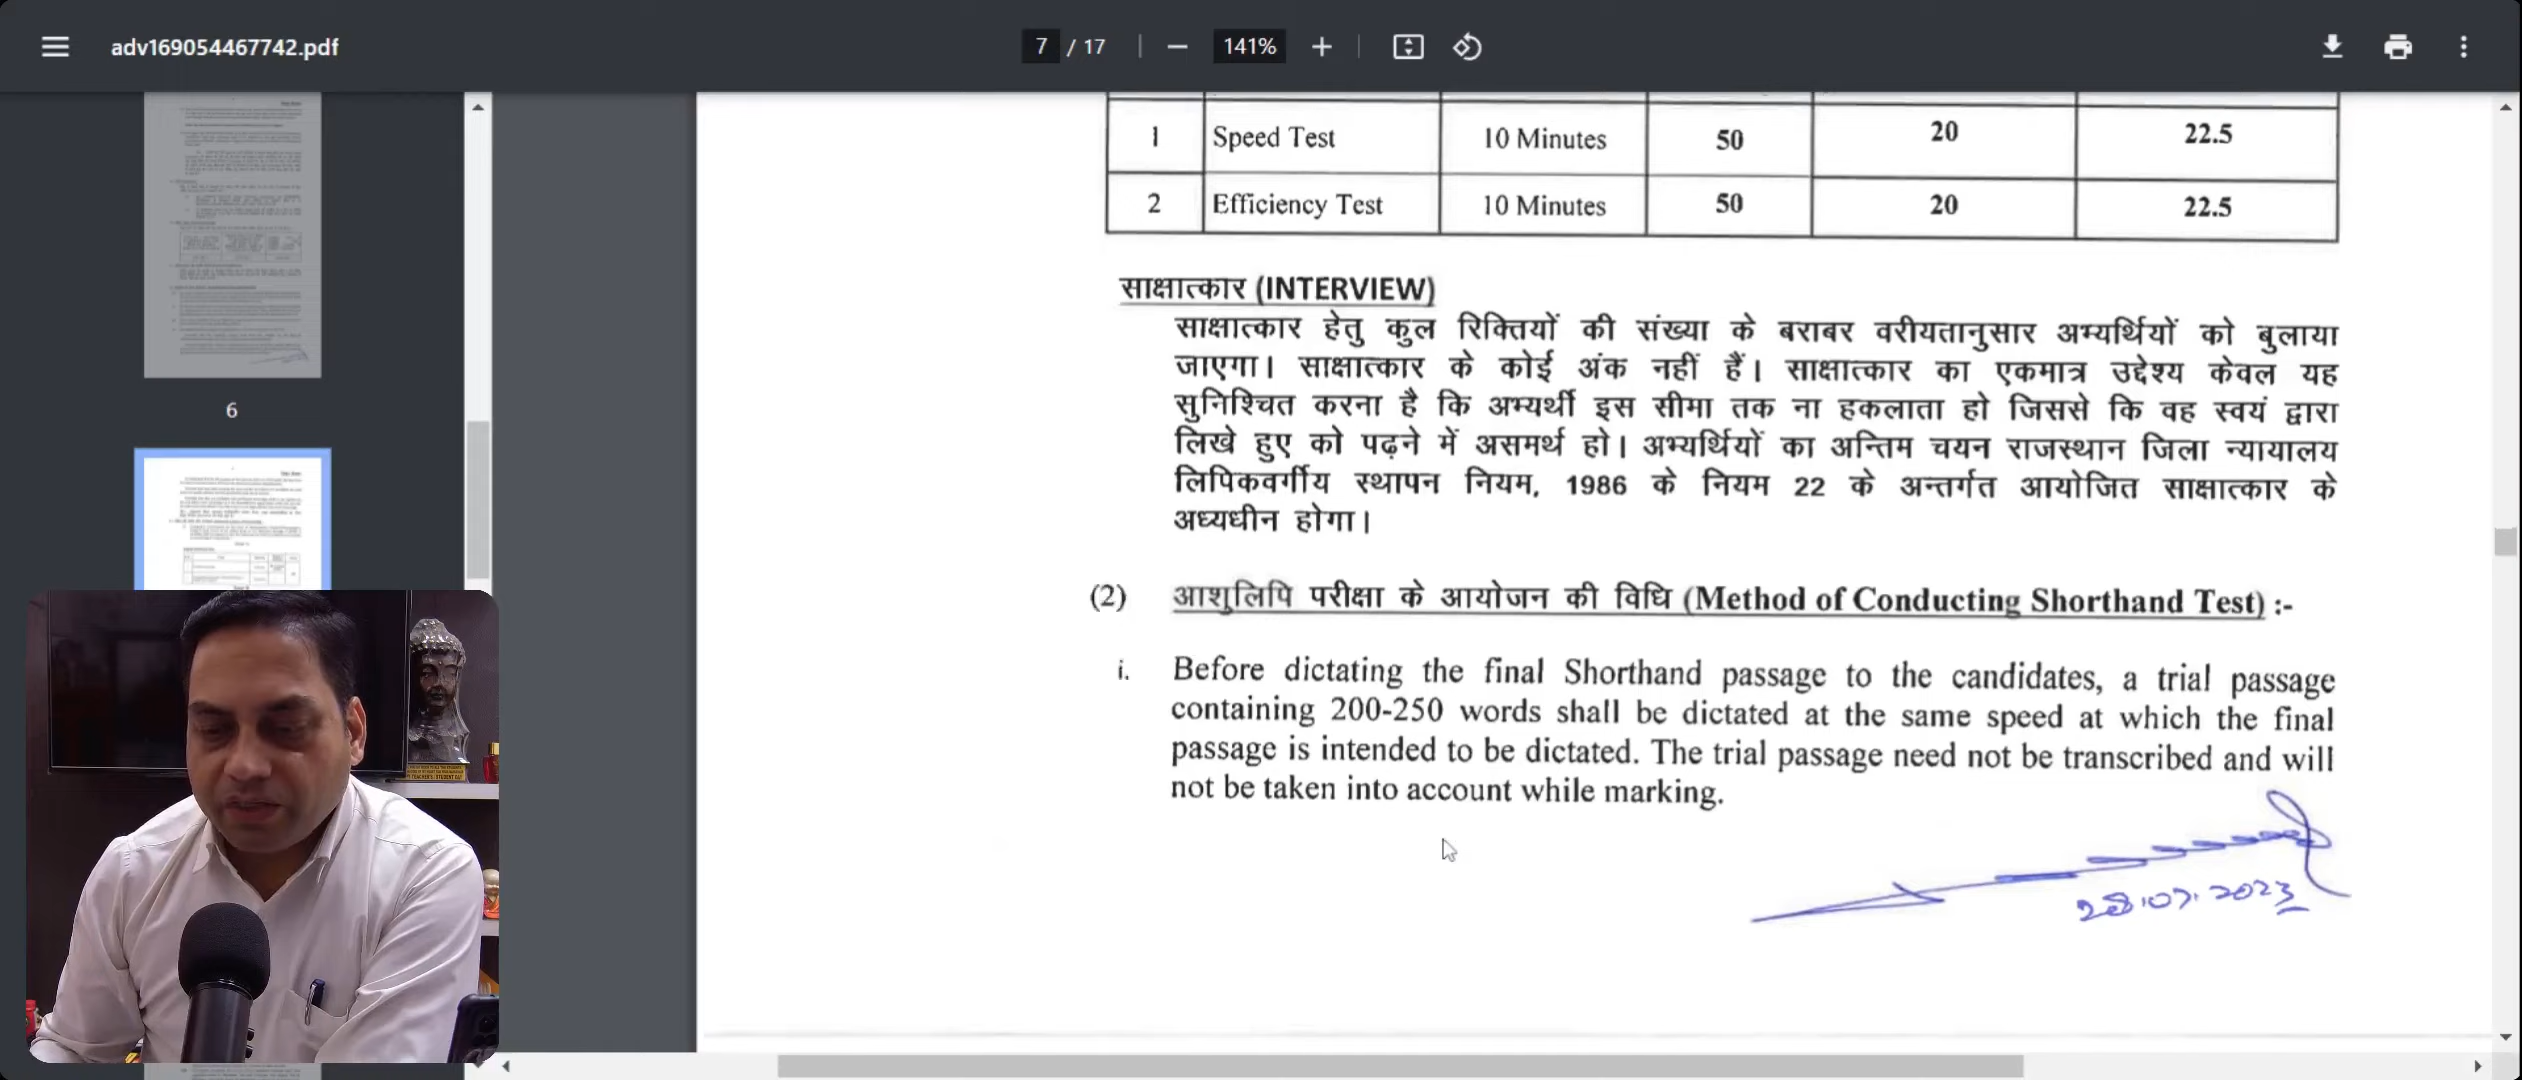 adv169054467742.pdf
7 / 17
141%
1 Speed Test 10 Minutes 50 20 22.5
2 Efficiency Test 10 Minutes 50 20 22.5
साक्षात्कार (INTERVIEW)
साक्षात्कार हेतु कुल रिक्तियों की संख्या के बराबर वरीयतानुसार अभ्यर्थियों को बुलाया
जाएगा। साक्षात्कार के कोई अंक नहीं हैं। साक्षात्कार का एकमात्र उद्देश्य केवल यह
सुनिश्चित करना है कि अभ्यर्थी इस सीमा तक ना हकलाता हो जिससे कि वह स्वयं द्वारा
लिखे हुए को पढ़ने में असमर्थ हो। अभ्यर्थियों का अन्तिम चयन राजस्थान जिला न्यायालय
लिपिकवर्गीय स्थापन नियम, 1986 के नियम 22 के अन्तर्गत आयोजित साक्षात्कार के
अध्यधीन होगा।
(2) आशुलिपि परीक्षा के आयोजन की विधि (Method of Conducting Shorthand Test) :-
i. Before dictating the final Shorthand passage to the candidates, a trial passage
containing 200-250 words shall be dictated at the same speed at which the final
passage is intended to be dictated. The trial passage need not be transcribed and will
not be taken into account while marking.
28.07.2023
6